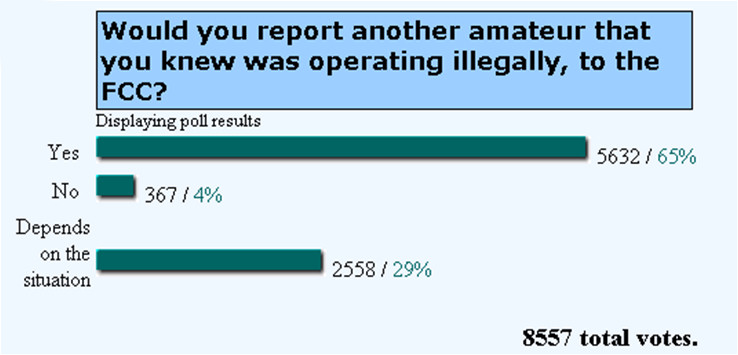 Would you report another amateur that
you knew was operating illegally, to the
FCC?
Displaying poll results
Yes 5632 / 65%
No 367 / 4%
Depends
on the
situation 2558 / 29%
8557 total votes.